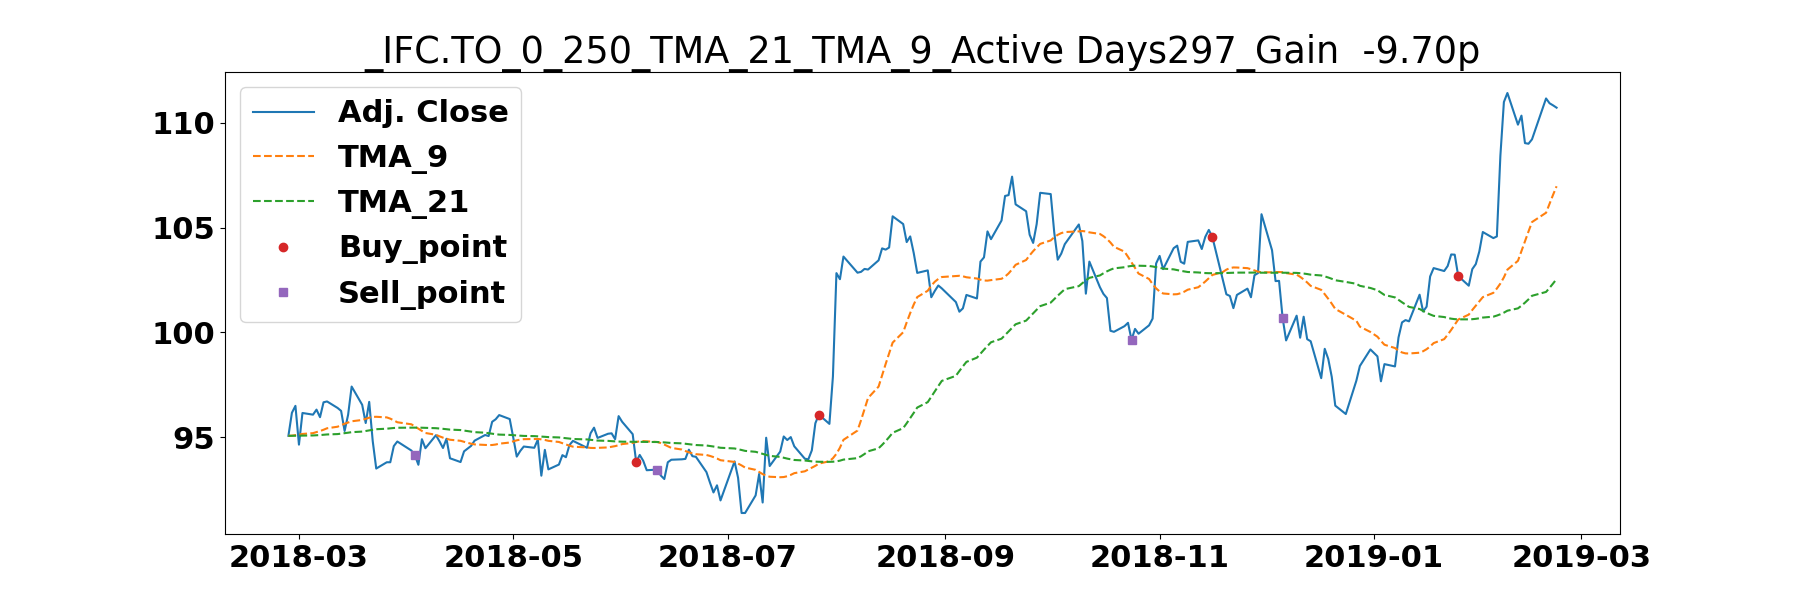 _IFC.TO_0_250_TMA_21_TMA_9_Active Days297_Gain  -9.70p
Adj. Close
TMA_9
TMA_21
Buy_point
Sell_point
110
105
100
95
2018-03 2018-05 2018-07 2018-09 2018-11 2019-01 2019-03